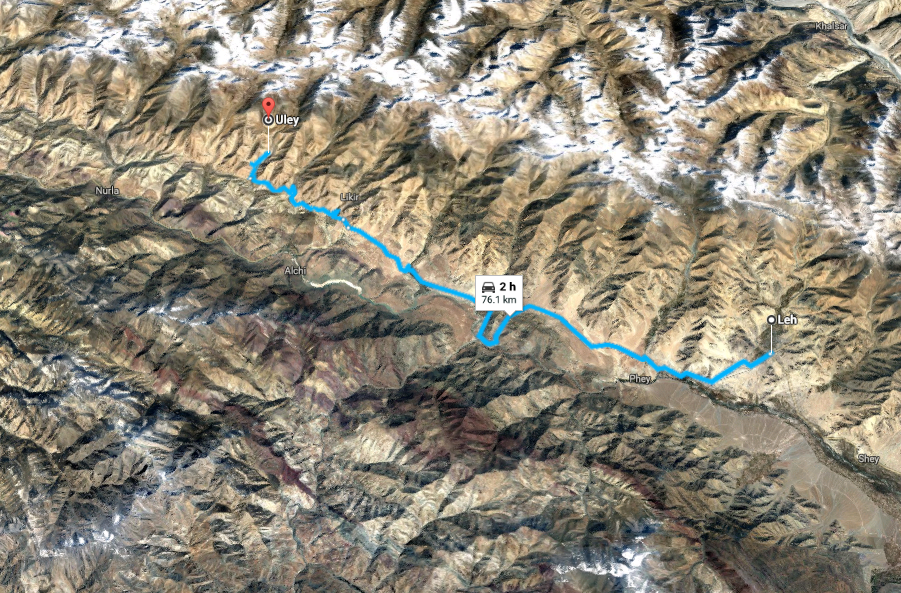 Khalsar
Uley
Nurla
Likir
Alchi
2 h
76.1 km
Leh
Phey
Shey